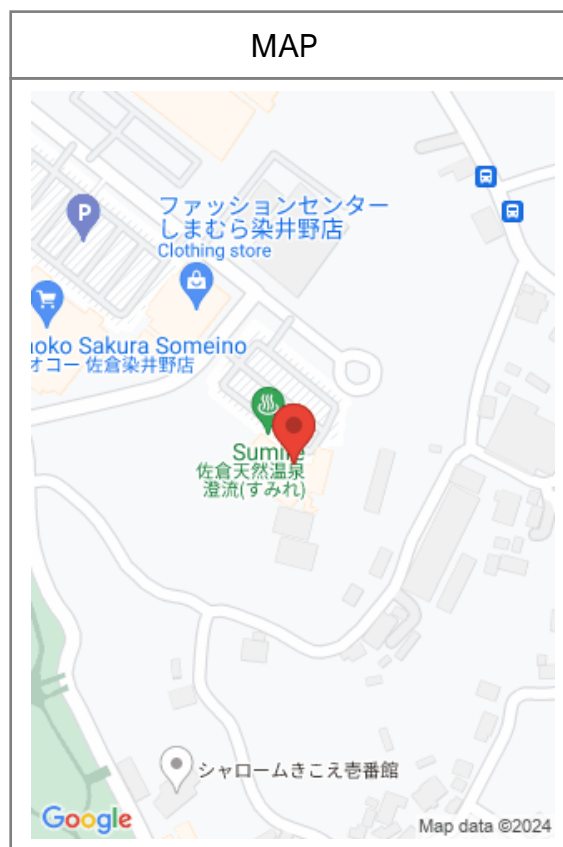 MAP
P
ファッションセンター
しまむら染井野店
Clothing store
oko Sakura Someino
オコー 佐倉染井野店
Sumire
佐倉天然温泉
澄流(すみれ)
シャロームきこえ壱番館
Google
Map data ©2024